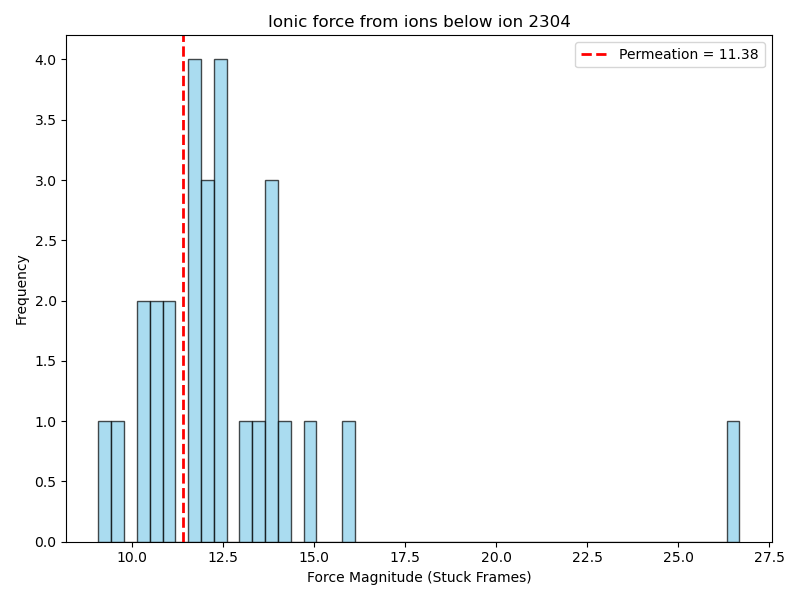 Ionic force from ions below ion 2304
Permeation = 11.38
Frequency
4.0
3.5
3.0
2.5
2.0
1.5
1.0
0.5
0.0
10.0 12.5 15.0 17.5 20.0 22.5 25.0 27.5
Force Magnitude (Stuck Frames)